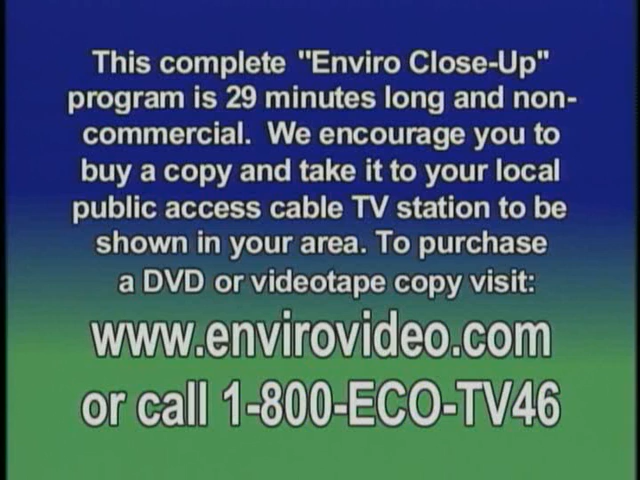 This complete "Enviro Close-Up"
program is 29 minutes long and non-
commercial.  We encourage you to
buy a copy and take it to your local
public access cable TV station to be
shown in your area. To purchase
a DVD or videotape copy visit:
www.envirovideo.com
or call 1-800-ECO-TV46